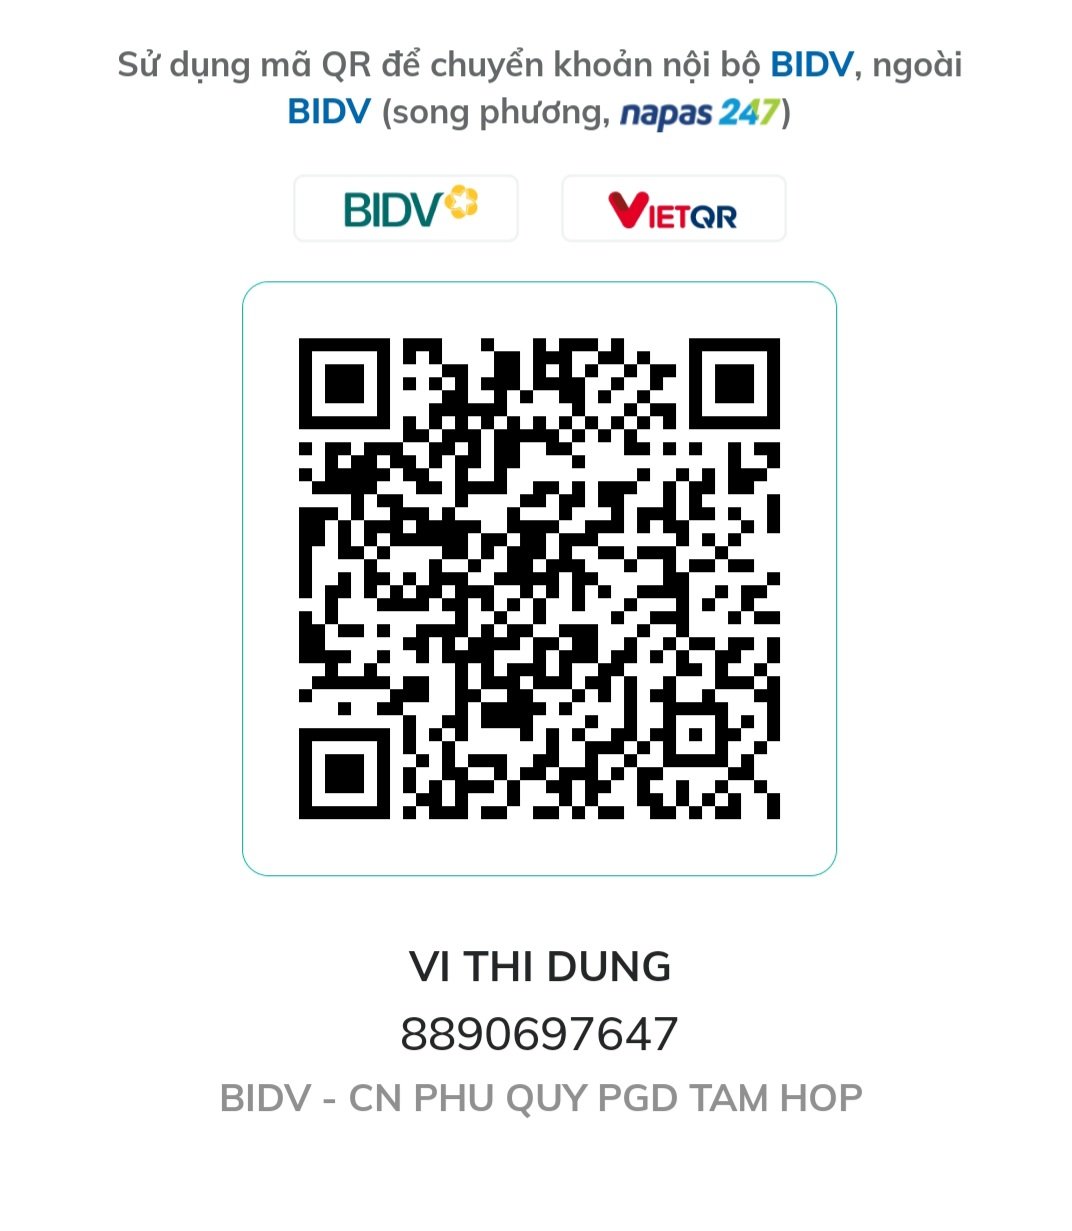 Sử dụng mã QR để chuyển khoản nội bộ BIDV, ngoài
BIDV (song phương, napas 247)
BIDV
VIETQR
VI THI DUNG
8890697647
BIDV - CN PHU QUY PGD TAM HOP